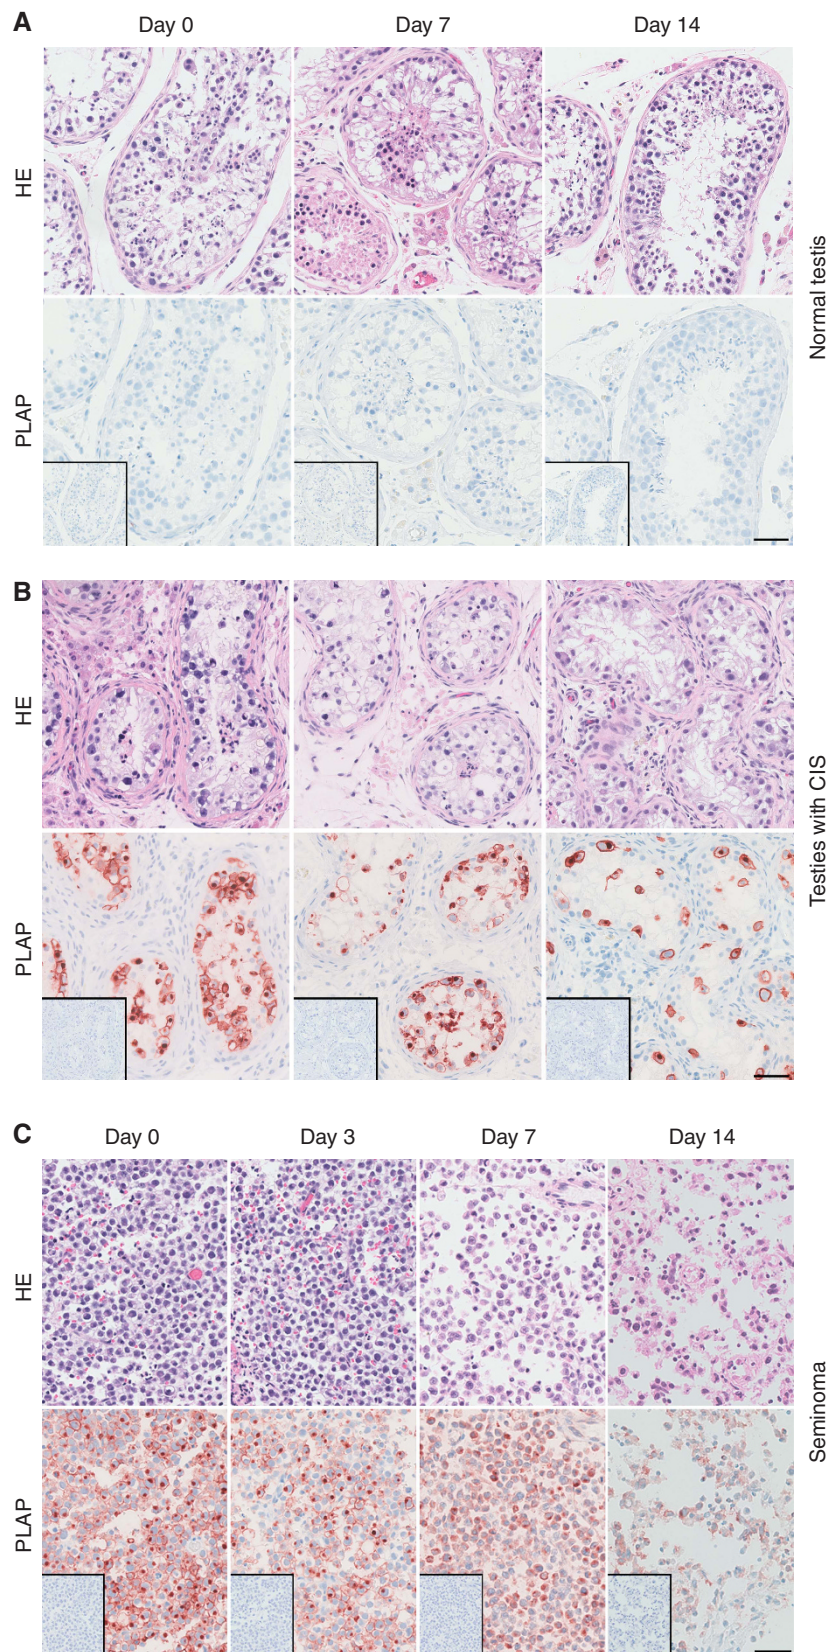 A
Day 0 Day 7 Day 14
HE
PLAP
Normal testis
B
HE
PLAP
Testies with CIS
C
Day 0 Day 3 Day 7 Day 14
HE
PLAP
Seminoma